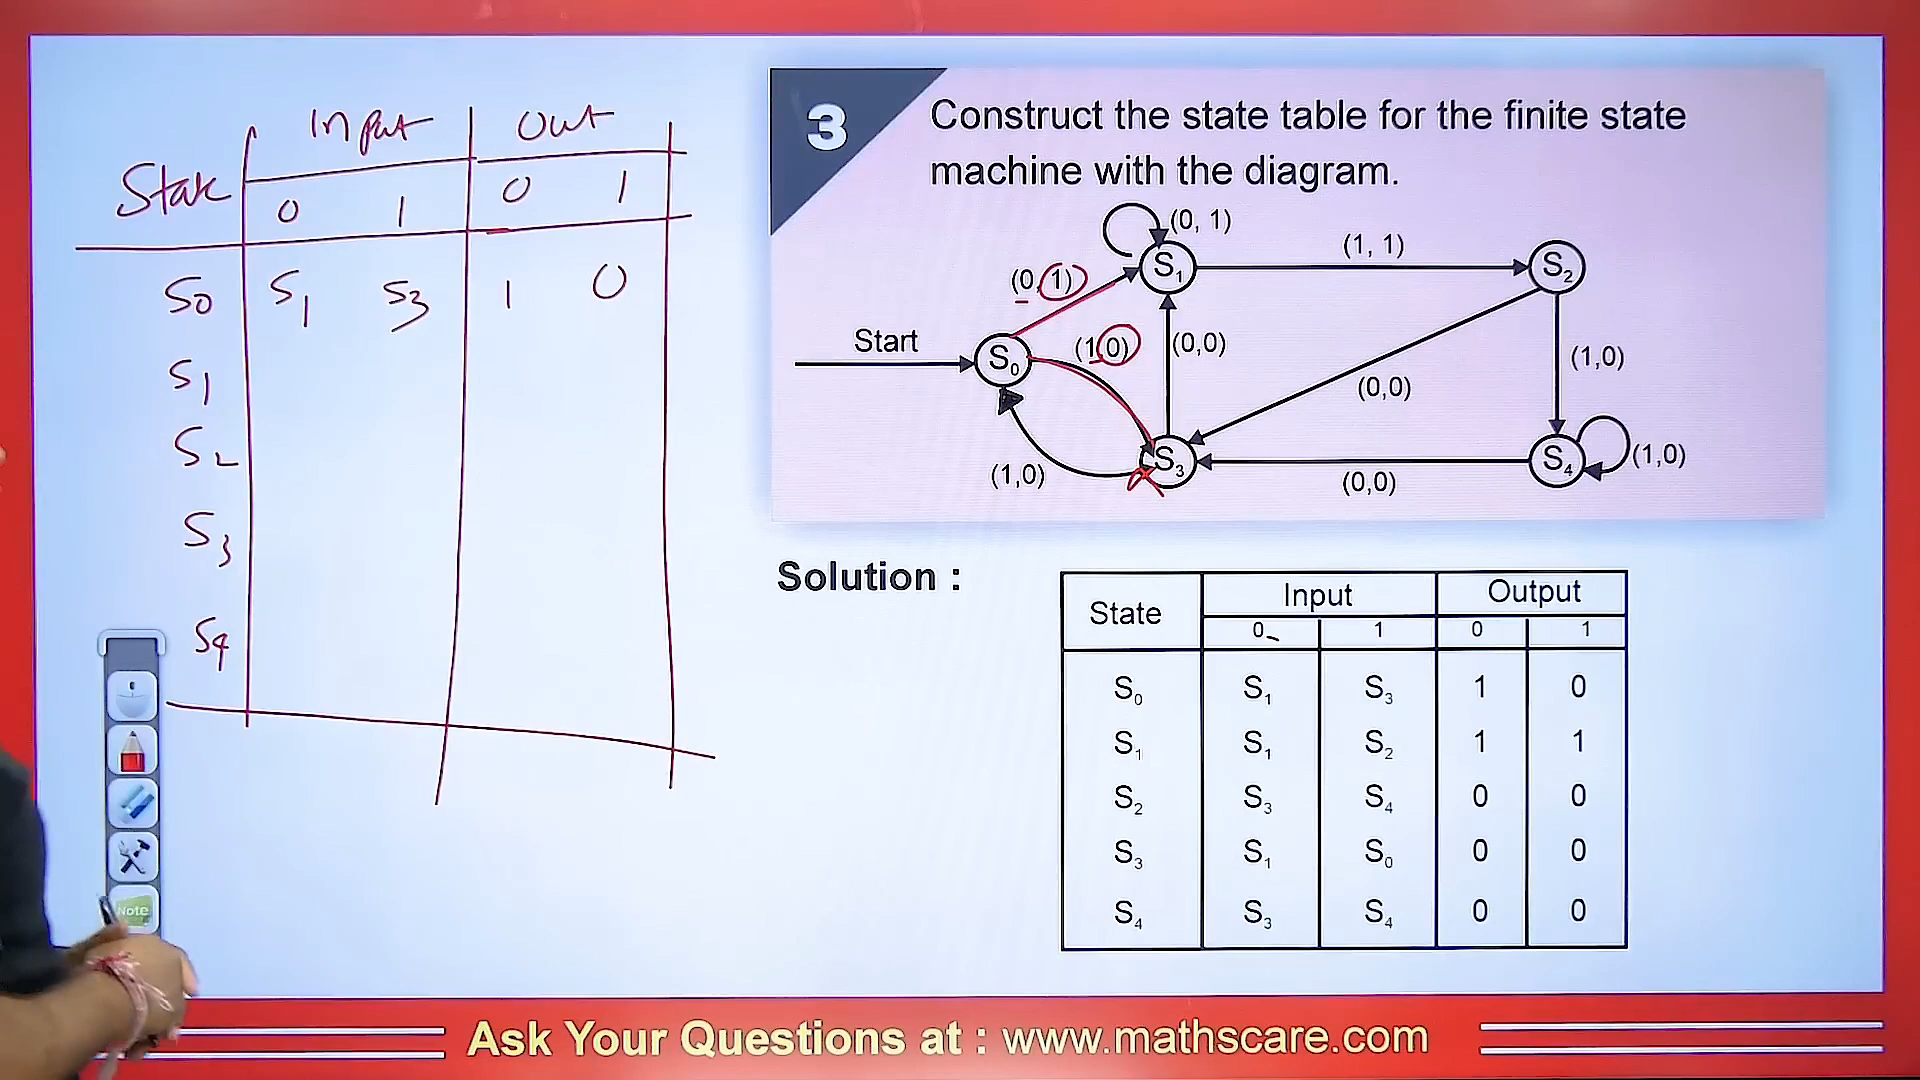 Input Out
State 0 1 0 1
S0 S1 S3 1 0
S1
S2
S3
S4
3
Construct the state table for the finite state
machine with the diagram.
(0, 1)
S1
(1, 1)
S2
(0, 1)
Start
S0
(1,0)
(0,0)
(0,0)
(1,0)
(1,0)
S3
(0,0)
S4
(1,0)
Solution :
State Input Output
0 1 0 1
S0 S1 S3 1 0
S1 S1 S2 1 1
S2 S3 S4 0 0
S3 S1 S0 0 0
S4 S3 S4 0 0
Note
Ask Your Questions at : www.mathscare.com